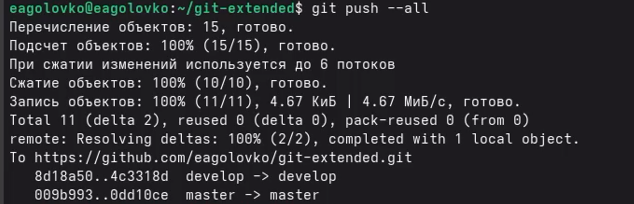 eagolovko@eagolovko:~/git-extended$ git push --all
Перечисление объектов: 15, готово.
Подсчет объектов: 100% (15/15), готово.
При сжатии изменений используется до 6 потоков
Сжатие объектов: 100% (10/10), готово.
Запись объектов: 100% (11/11), 4.67 КиБ | 4.67 МиБ/с, готово.
Total 11 (delta 2), reused 0 (delta 0), pack-reused 0 (from 0)
remote: Resolving deltas: 100% (2/2), completed with 1 local object.
To https://github.com/eagolovko/git-extended.git
   8d18a50..4c3318d  develop -> develop
   009b993..0dd10ce  master -> master